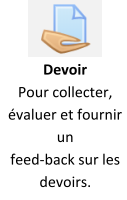 Devoir
Pour collecter,
évaluer et fournir
un
feed-back sur les
devoirs.